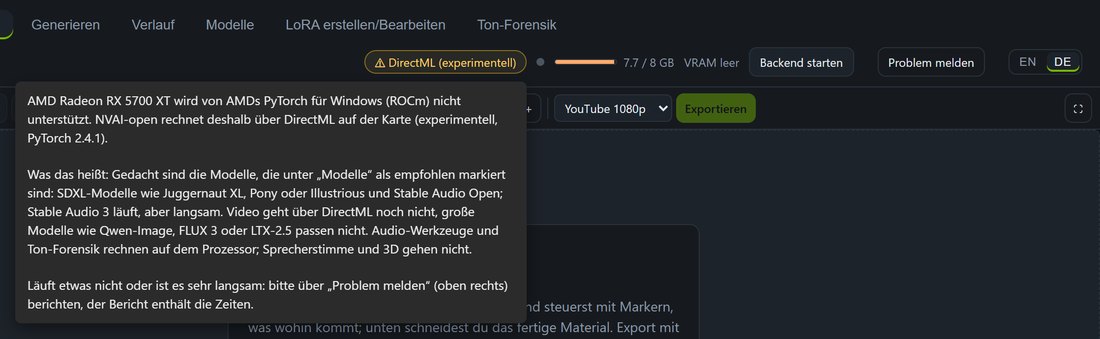 Generieren Verlauf Modelle LoRA erstellen/Bearbeiten Ton-Forensik
⚠ DirectML (experimentell) 7.7 / 8 GB VRAM leer Backend starten Problem melden EN DE
+ YouTube 1080p Exportieren
AMD Radeon RX 5700 XT wird von AMDs PyTorch für Windows (ROCm) nicht
unterstützt. NVAI-open rechnet deshalb über DirectML auf der Karte (experimentell,
PyTorch 2.4.1).
Was das heißt: Gedacht sind die Modelle, die unter „Modelle“ als empfohlen markiert
sind: SDXL-Modelle wie Juggernaut XL, Pony oder Illustrious und Stable Audio Open;
Stable Audio 3 läuft, aber langsam. Video geht über DirectML noch nicht, große
Modelle wie Qwen-Image, FLUX 3 oder LTX-2.5 passen nicht. Audio-Werkzeuge und
Ton-Forensik rechnen auf dem Prozessor; Sprecherstimme und 3D gehen nicht.
Läuft etwas nicht oder ist es sehr langsam: bitte über „Problem melden“ (oben rechts)
berichten, der Bericht enthält die Zeiten.
nd steuerst mit Markern,
was wohin kommt; unten schneidest du das fertige Material. Export mit